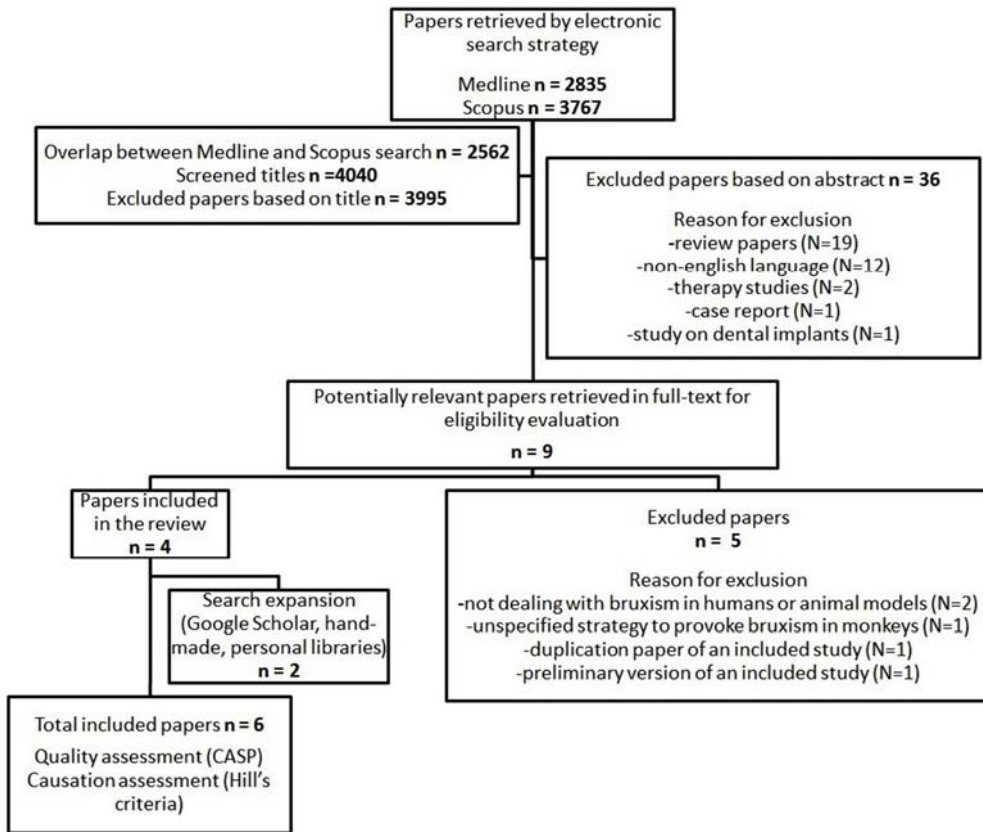 Papers retrieved by electronic
search strategy
Medline n = 2835
Scopus n = 3767
Overlap between Medline and Scopus search n = 2562
Screened titles n =4040
Excluded papers based on title n = 3995
Excluded papers based on abstract n = 36
Reason for exclusion
-review papers (N=19)
-non-english language (N=12)
-therapy studies (N=2)
-case report (N=1)
-study on dental implants (N=1)
Potentially relevant papers retrieved in full-text for
eligibility evaluation
n = 9
Papers included
in the review
n = 4
Search expansion
(Google Scholar, hand-
made, personal libraries)
n = 2
Excluded papers
n = 5
Reason for exclusion
-not dealing with bruxism in humans or animal models (N=2)
-unspecified strategy to provoke bruxism in monkeys (N=1)
-duplication paper of an included study (N=1)
-preliminary version of an included study (N=1)
Total included papers n = 6
Quality assessment (CASP)
Causation assessment (Hill's
criteria)